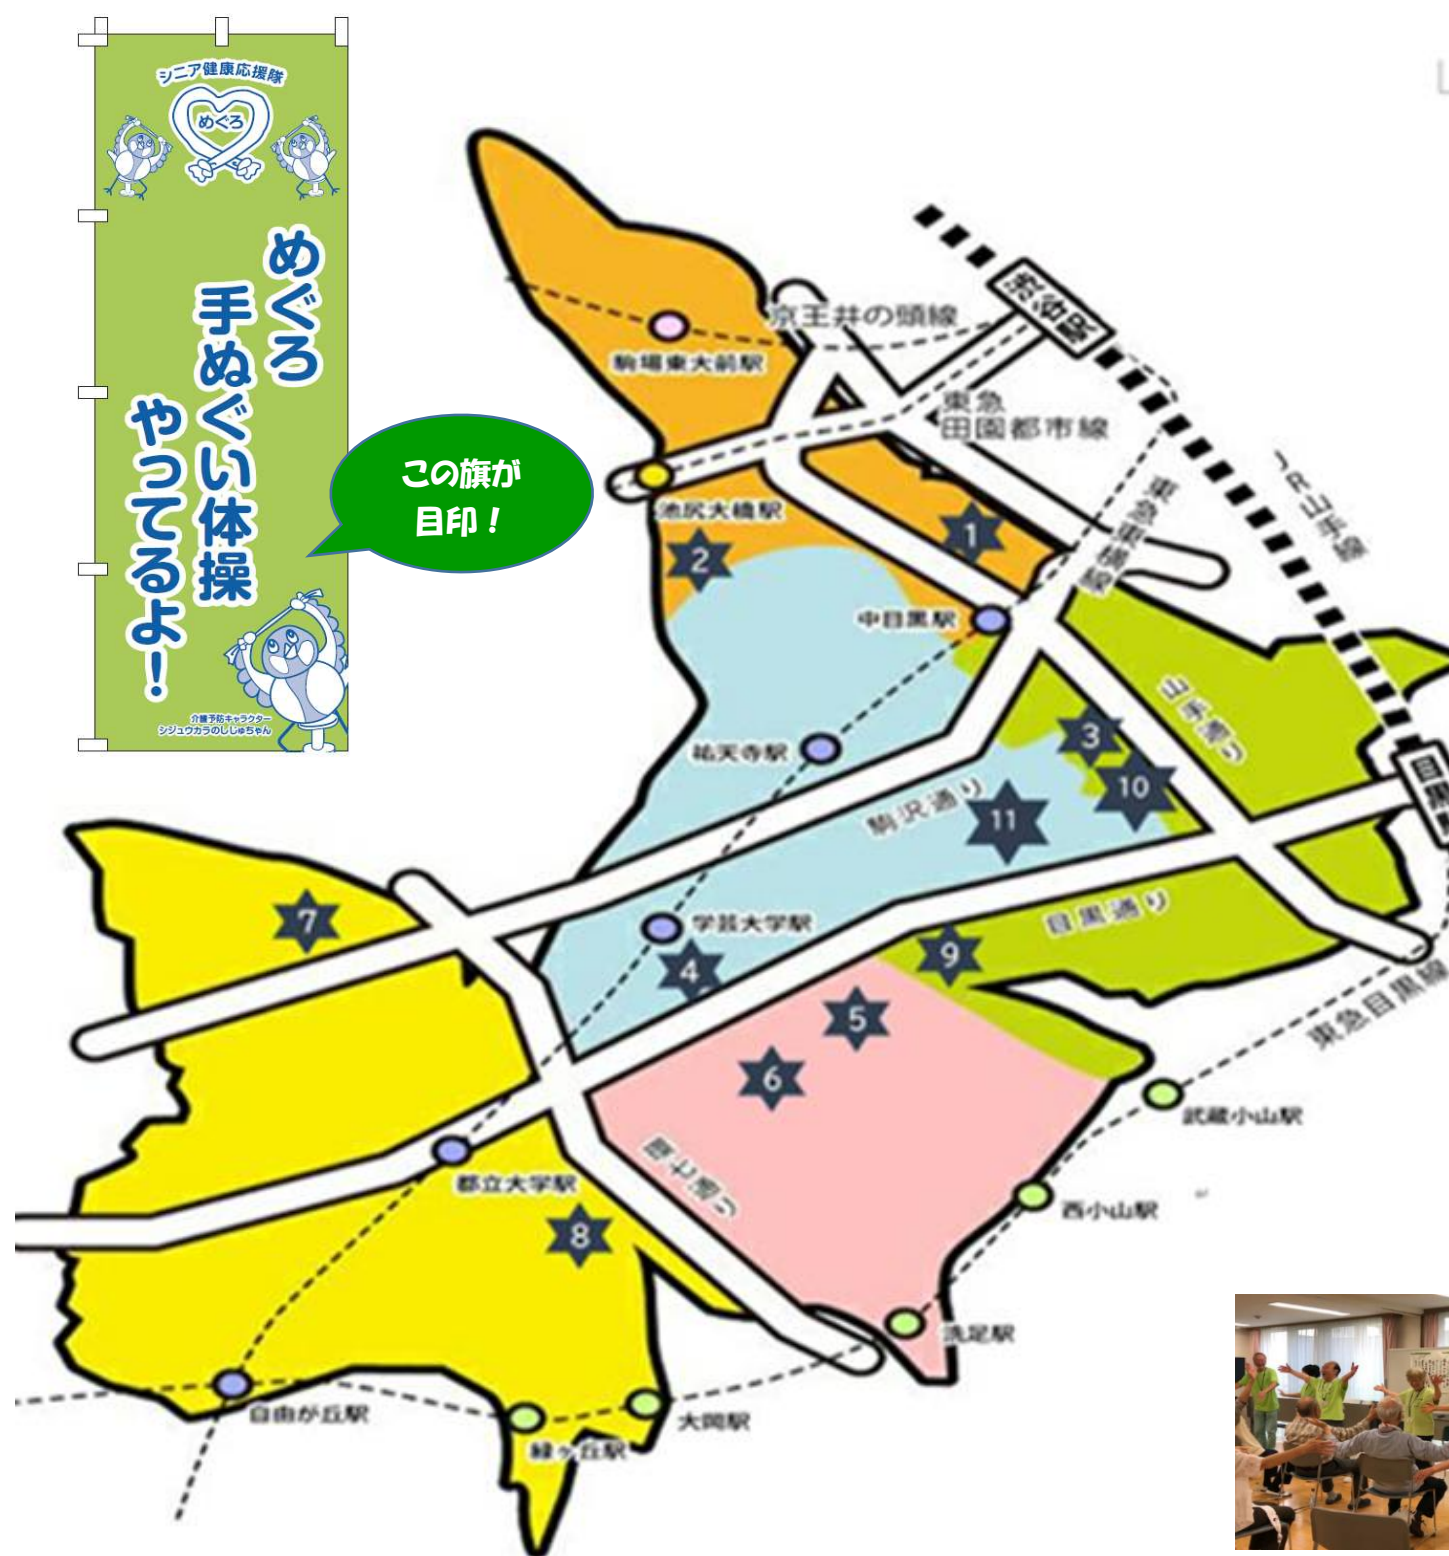 シニア健康応援隊
めぐろ
めぐろ
手ぬぐい体操
やってるよ!
介護予防キャラクター
シジュウカラのしじゅちゃん
この旗が
目印!
渋谷駅
京王井の頭線
駒場東大前駅
東急
田園都市線
JR山手線
東急東横線
池尻大橋駅
1
2
中目黒駅
山手通り
3
祐天寺駅
目黒
10
駒沢通り
11
7
目黒通り
学芸大学駅
9
4
東急目黒線
5
6
武蔵小山駅
環七通り
都立大学駅
西小山駅
8
洗足駅
自由が丘駅
大岡駅
緑ヶ丘駅